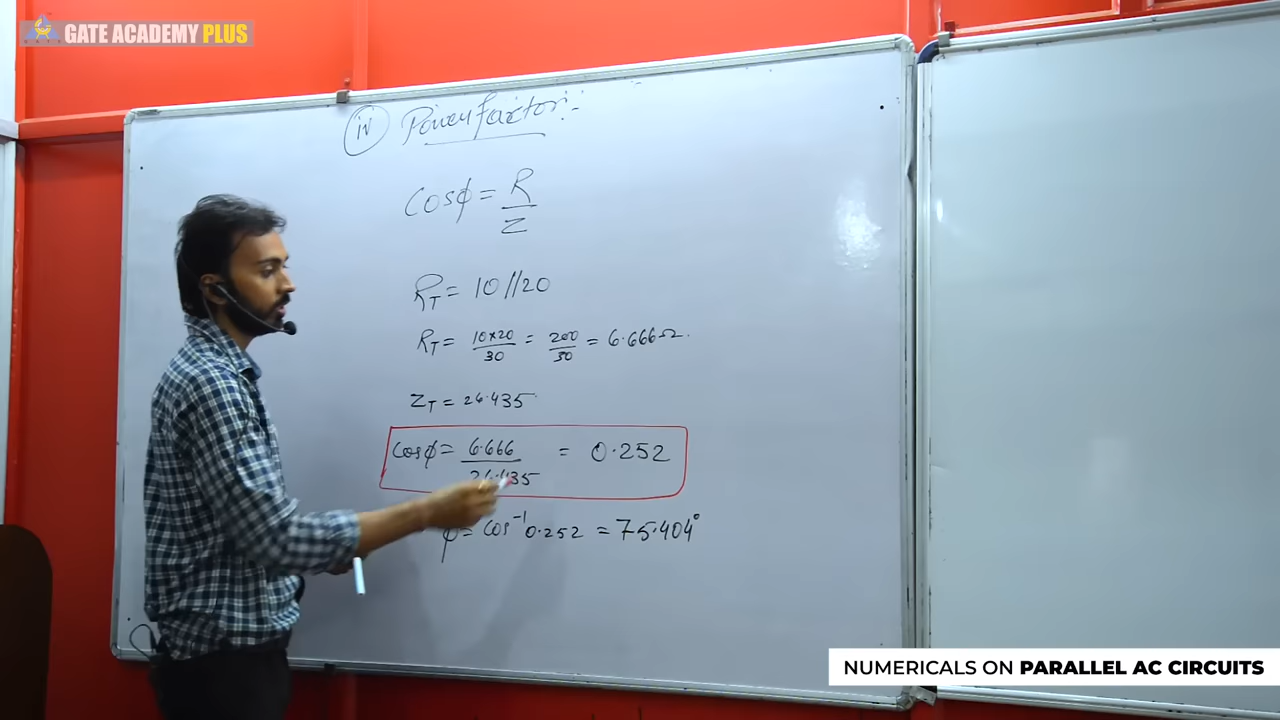 GATE ACADEMY PLUS
iv Power factor:-
cosφ = R/Z
R_T = 10 // 20
R_T = 10×20/30 = 200/30 = 6.666 Ω.
Z_T = 26.435
cosφ = 6.666/26.435 = 0.252
φ = cos⁻¹ 0.252 = 75.404°
NUMERICALS ON PARALLEL AC CIRCUITS